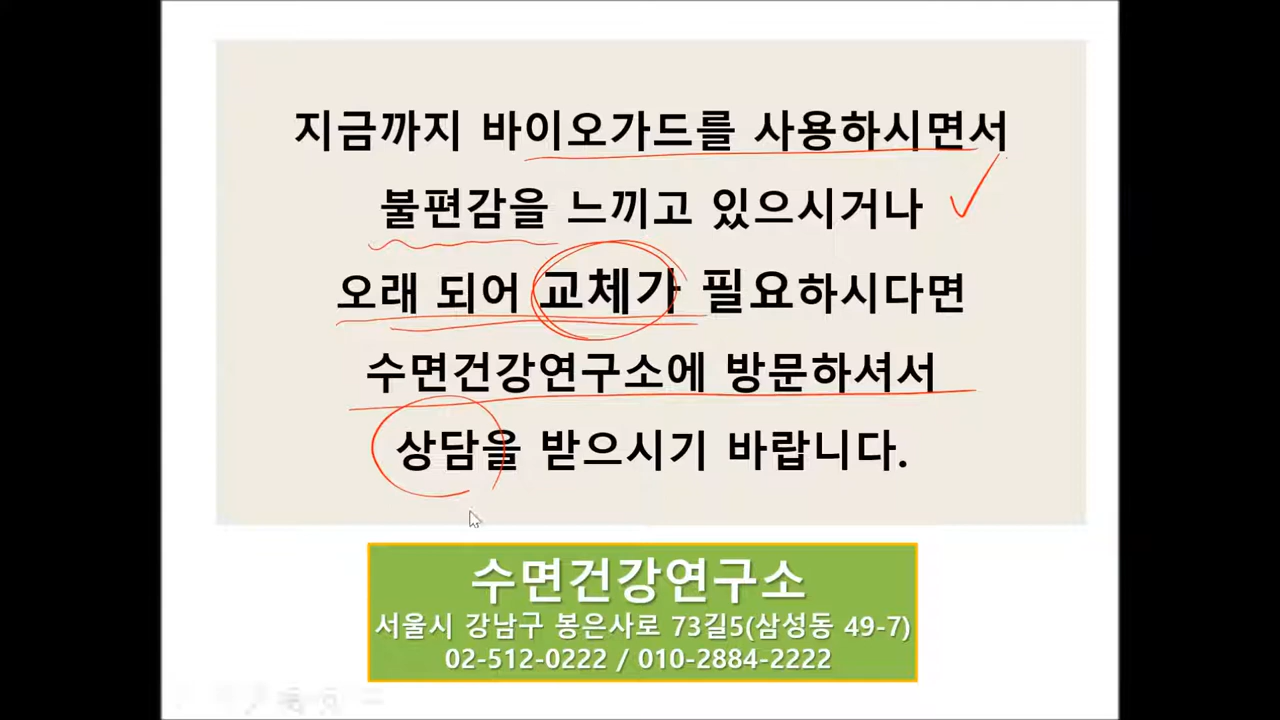 지금까지 바이오가드를 사용하시면서
불편감을 느끼고 있으시거나
오래 되어 교체가 필요하시다면
수면건강연구소에 방문하셔서
상담을 받으시기 바랍니다.
수면건강연구소
서울시 강남구 봉은사로 73길5(삼성동 49-7)
02-512-0222 / 010-2884-2222